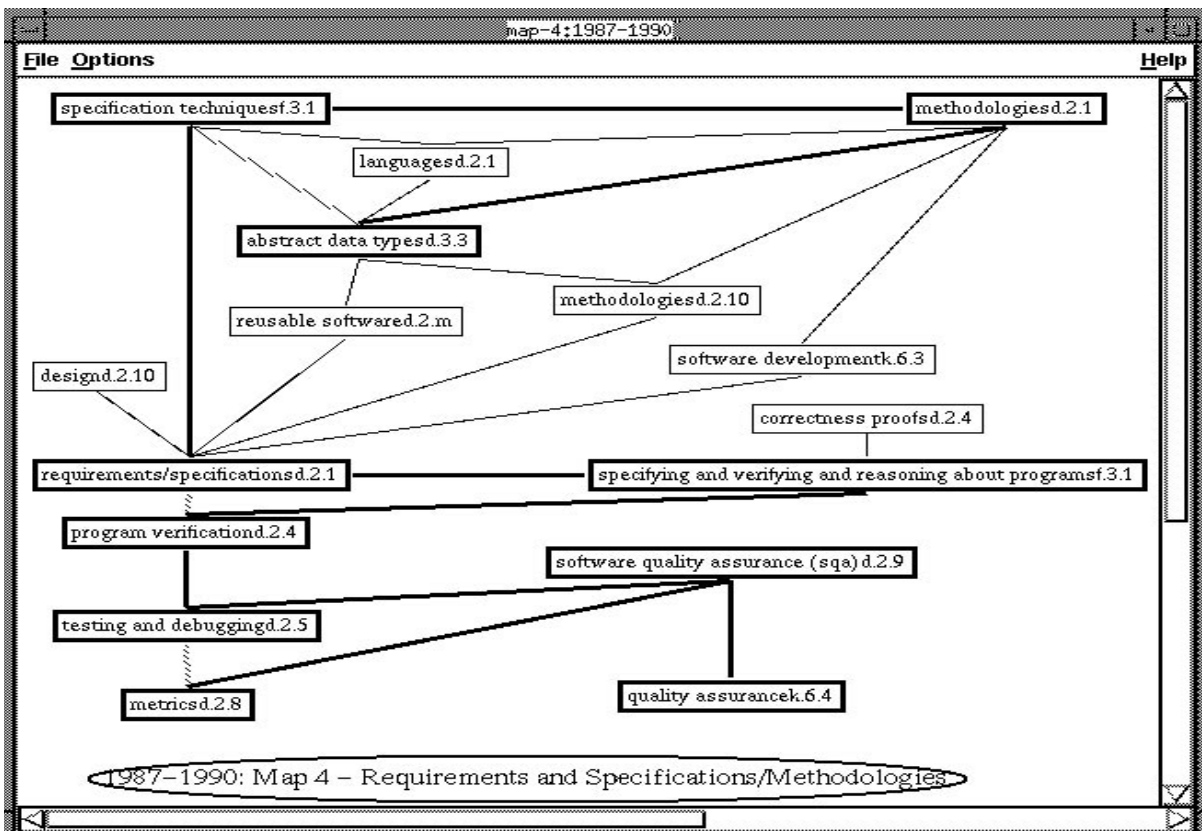 map-4:1987-1990
File Options Help
specification techniquesf.3.1
methodologiesd.2.1
languagesd.2.1
abstract data typesd.3.3
methodologiesd.2.10
reusable softwared.2.m
software developmentk.6.3
designd.2.10
correctness proofsd.2.4
requirements/specificationsd.2.1
specifying and verifying and reasoning about programsf.3.1
program verificationd.2.4
software quality assurance (sqa) d.2.9
testing and debuggingd.2.5
metricsd.2.8
quality assurancek.6.4
1987-1990: Map 4 - Requirements and Specifications/Methodologies